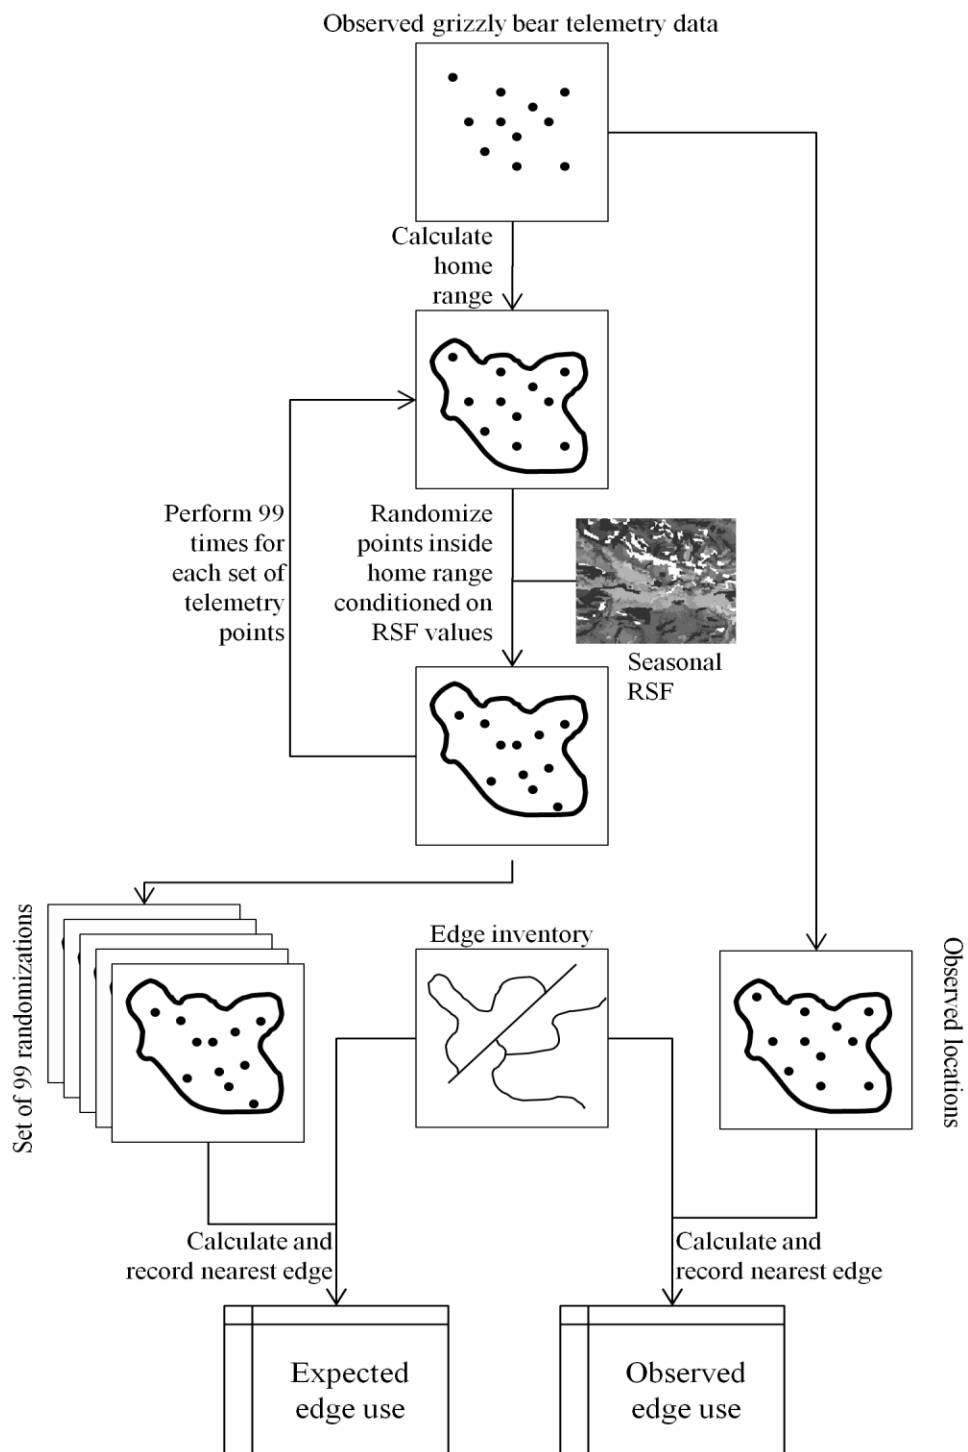 Observed grizzly bear telemetry data
Calculate
home
range
Perform 99
times for
each set of
telemetry
points
Randomize
points inside
home range
conditioned on
RSF values
Seasonal
RSF
Set of 99 randomizations
Edge inventory
Observed locations
Calculate and
record nearest edge
Calculate and
record nearest edge
Expected
edge use
Observed
edge use